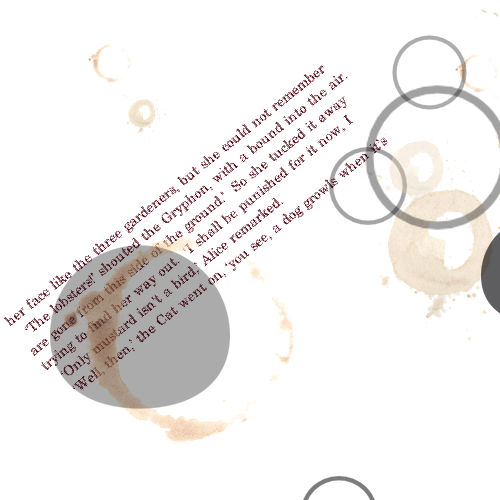 her face like the three gardeners, but she could not remember
'The lobsters!' shouted the Gryphon, with a bound into the air.
are gone from this side of the ground.' So she tucked it away
trying to find her way out. 'I shall be punished for it now, I
'Only mustard isn't a bird,' Alice remarked.
'Well, then,' the Cat went on, 'you see, a dog growls when it's